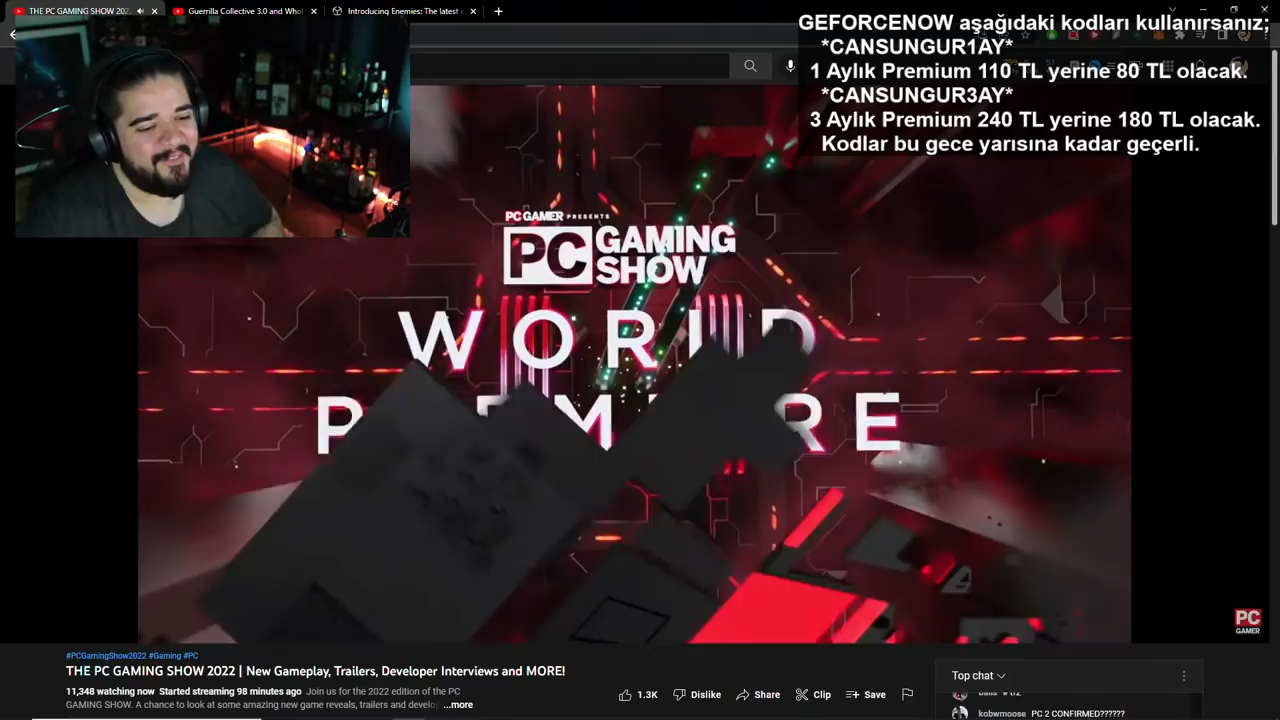 THE PC GAMING SHOW 202
Guerrilla Collective 3.0 and Whol
Introducing Enemies: The latest e
GEFORCENOW aşağıdaki kodları kullanırsanız;
*CANSUNGUR1AY*
1 Aylık Premium 110 TL yerine 80 TL olacak.
*CANSUNGUR3AY*
3 Aylık Premium 240 TL yerine 180 TL olacak.
Kodlar bu gece yarısına kadar geçerli.
PC GAMER PRESENTS
PC GAMING
SHOW
WORLD
PREMIERE
PC
GAMER
#PCGamingShow2022 #Gaming #PC
THE PC GAMING SHOW 2022 | New Gameplay, Trailers, Developer Interviews and MORE!
11,348 watching now Started streaming 98 minutes ago Join us for the 2022 edition of the PC
GAMING SHOW. A chance to look at some amazing new game reveals, trailers and develo ...more
1.3K Dislike Share Clip Save
Top chat
kobwmoose PC 2 CONFIRMED??????